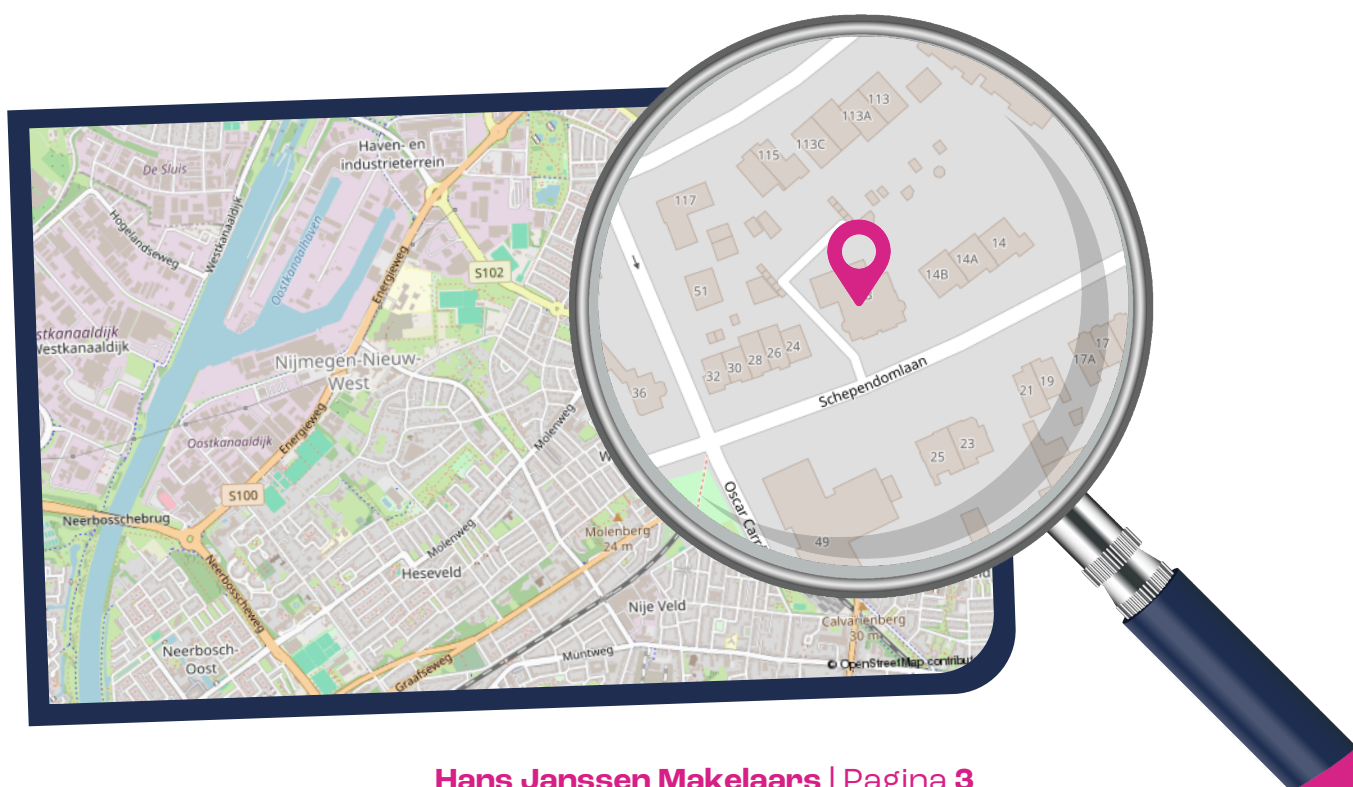 De Sluis
Haven- en
industrieterrein
Hogelandseweg
Westkanaaldijk
Oostkanaalhaven
Energieweg
S102
stkanaaldijk
Westkanaaldijk
Nijmegen-Nieuw-
West
Oostkanaaldijk
Energieweg
Molenweg
S100
Neerbosschebrug
Molenweg
Molenberg
24 m
Heseveld
Neerbosscheweg
Nije Veld
Neerbosch-
Oost
Graafseweg
Muntweg
Calvariënberg
30 m
© OpenStreetMap contribut
113
113A
113C
115
117
14
14A
14B
51
24
26
28
30
32
36
Schependomlaan
17
17A
19
21
23
25
Oscar Carr
49
Hans Janssen Makelaars | Pagina 3